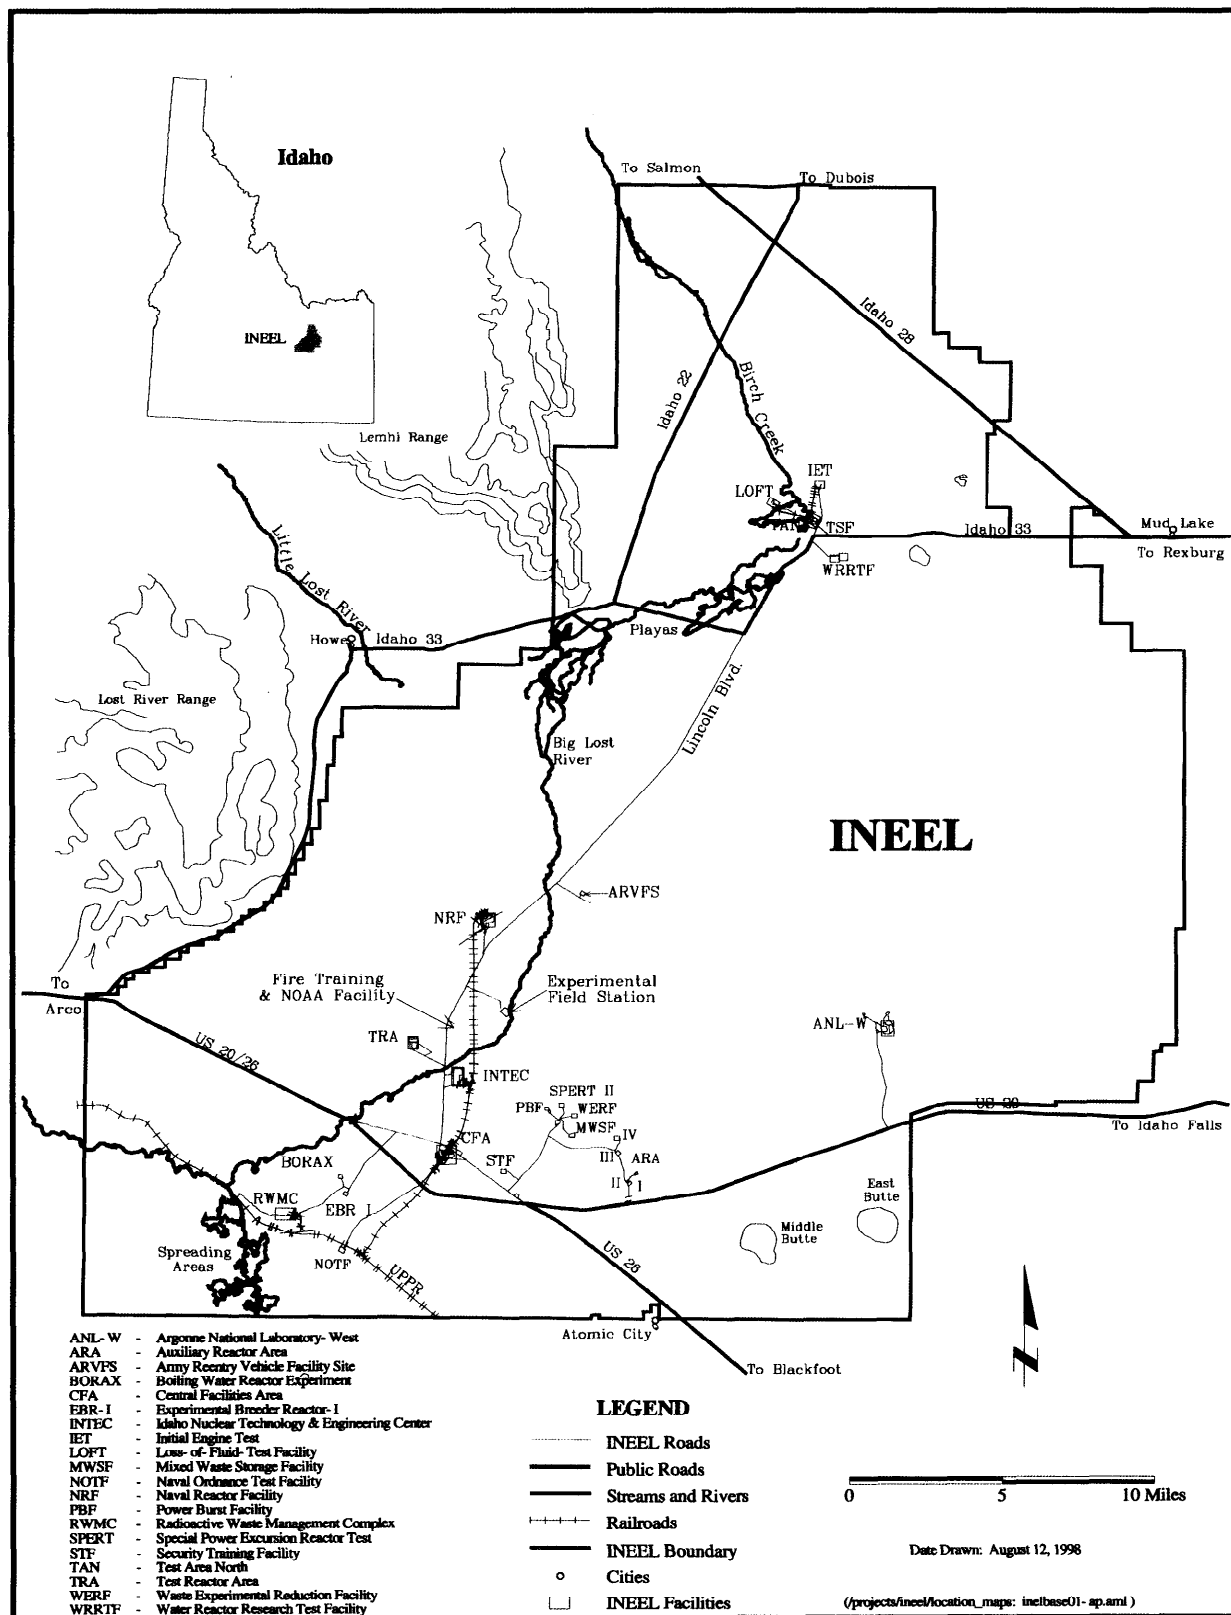 Idaho
INEEL
To Salmon
To Dubois
Idaho 28
Idaho 22
Birch Creek
Lemhi Range
IET
LOFT
TSF
Idaho 33
Mud Lake
To Rexburg
WRRTF
Little Lost River
Howe
Idaho 33
Playas
Lost River Range
Lincoln Blvd.
Big Lost
River
INEEL
ARVFS
NRF
To
Arco
Fire Training
& NOAA Facility
Experimental
Field Station
TRA
ANL-W
US 20/26
INTEC
SPERT II
PBF
WERF
MWSF
CFA
IV
III
ARA
II
I
STF
US 20
To Idaho Falls
BORAX
RWMC
EBR I
East
Butte
Middle
Butte
Spreading
Areas
NOTF
UPPR
US 26
Atomic City
To Blackfoot
ANL-W - Argonne National Laboratory-West
ARA - Auxiliary Reactor Area
ARVFS - Army Reentry Vehicle Facility Site
BORAX - Boiling Water Reactor Experiment
CFA - Central Facilities Area
EBR-I - Experimental Breeder Reactor-I
INTEC - Idaho Nuclear Technology & Engineering Center
IET - Initial Engine Test
LOFT - Loss-of-Fluid-Test Facility
MWSF - Mixed Waste Storage Facility
NOTF - Naval Ordnance Test Facility
NRF - Naval Reactor Facility
PBF - Power Burst Facility
RWMC - Radioactive Waste Management Complex
SPERT - Special Power Excursion Reactor Test
STF - Security Training Facility
TAN - Test Area North
TRA - Test Reactor Area
WERF - Waste Experimental Reduction Facility
WRRTF - Water Reactor Research Test Facility
LEGEND
INEEL Roads
Public Roads
Streams and Rivers
Railroads
INEEL Boundary
Cities
INEEL Facilities
0 5 10 Miles
Date Drawn: August 12, 1998
(/projects/ineel/location_maps: inelbase01-ap.aml )